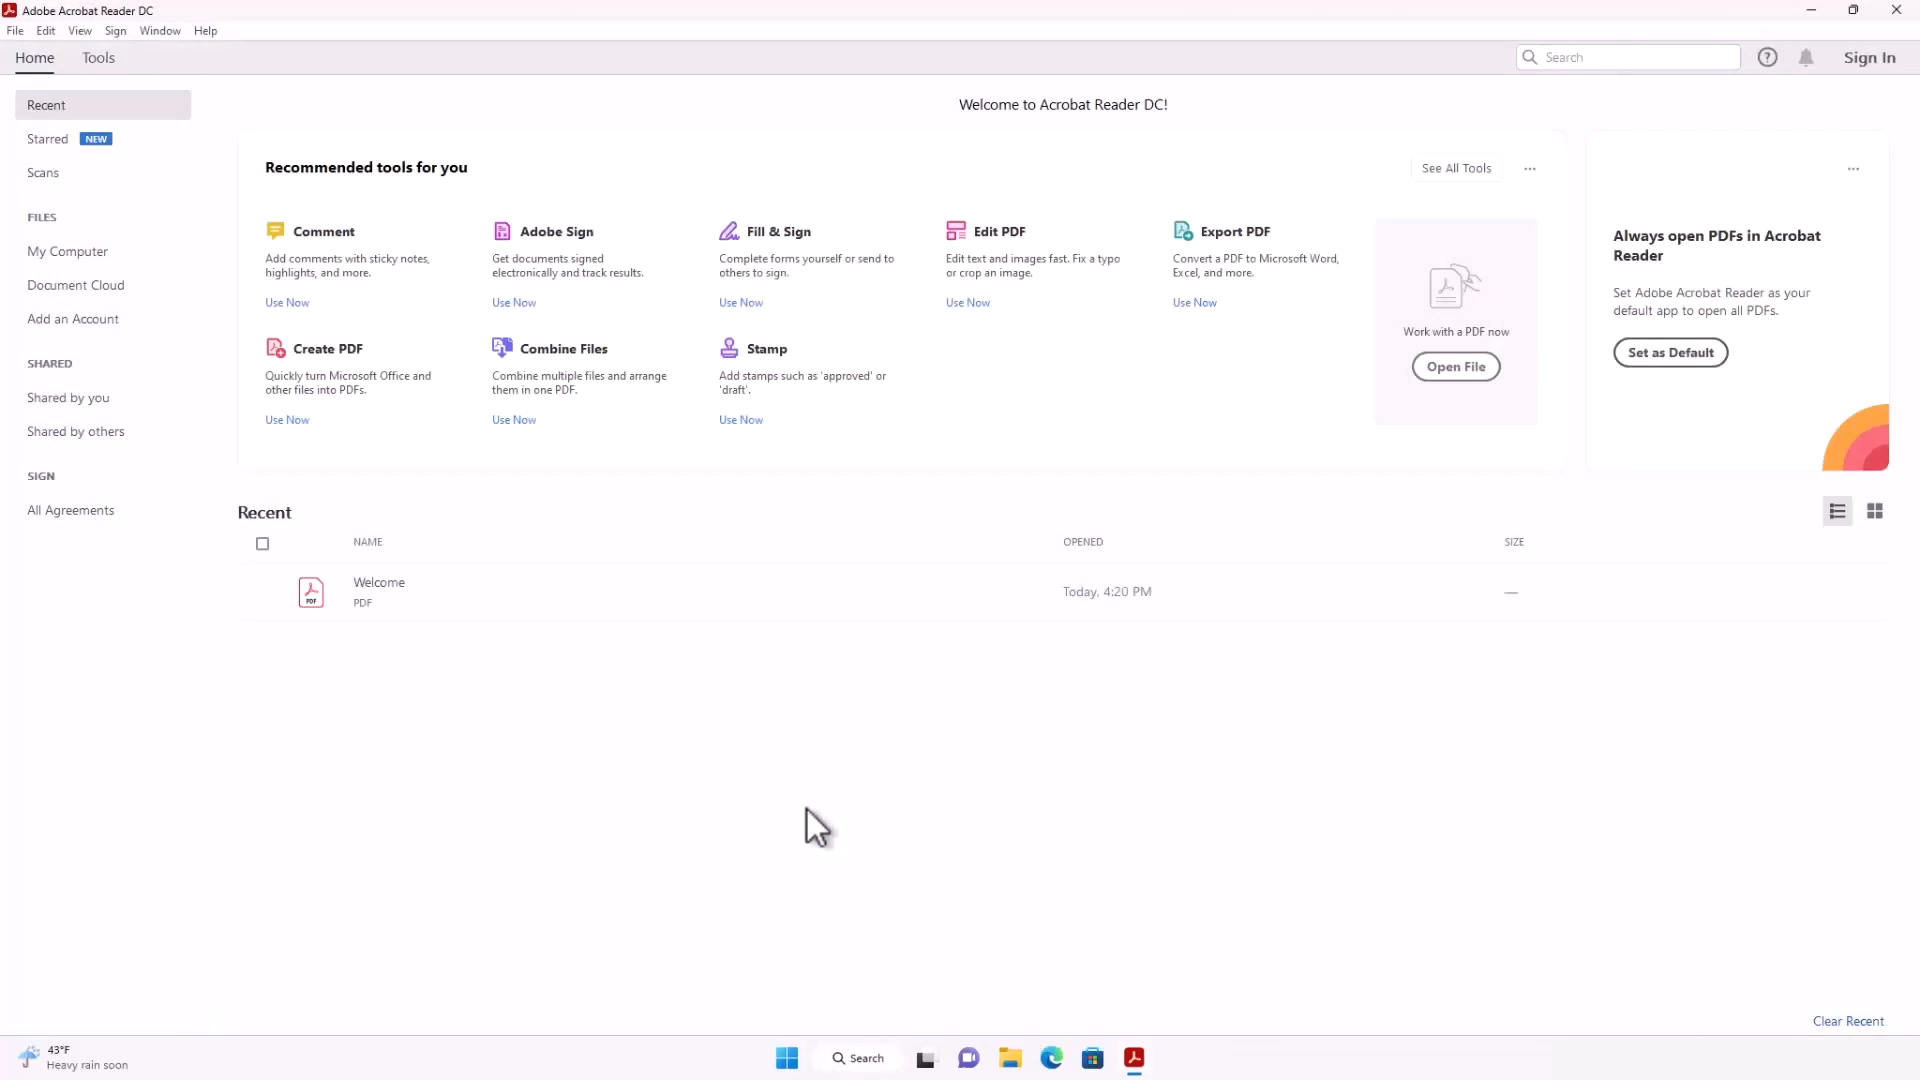 Adobe Acrobat Reader DC
File Edit View Sign Window Help
Home Tools Search Sign In
Recent
Starred NEW
Scans
FILES
My Computer
Document Cloud
Add an Account
SHARED
Shared by you
Shared by others
SIGN
All Agreements
Welcome to Acrobat Reader DC!
Recommended tools for you
See All Tools
Comment
Add comments with sticky notes,
highlights, and more.
Use Now
Adobe Sign
Get documents signed
electronically and track results.
Use Now
Fill & Sign
Complete forms yourself or send to
others to sign.
Use Now
Edit PDF
Edit text and images fast. Fix a typo
or crop an image.
Use Now
Export PDF
Convert a PDF to Microsoft Word,
Excel, and more.
Use Now
Create PDF
Quickly turn Microsoft Office and
other files into PDFs.
Use Now
Combine Files
Combine multiple files and arrange
them in one PDF.
Use Now
Stamp
Add stamps such as 'approved' or
'draft'.
Use Now
Work with a PDF now
Open File
Always open PDFs in Acrobat
Reader
Set Adobe Acrobat Reader as your
default app to open all PDFs.
Set as Default
Recent
NAME OPENED SIZE
PDF
Welcome
PDF
Today, 4:20 PM
—
Clear Recent
43°F
Heavy rain soon
Search